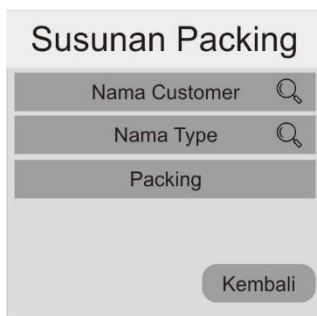 Susunan Packing
Nama Customer
Nama Type
Packing
Kembali